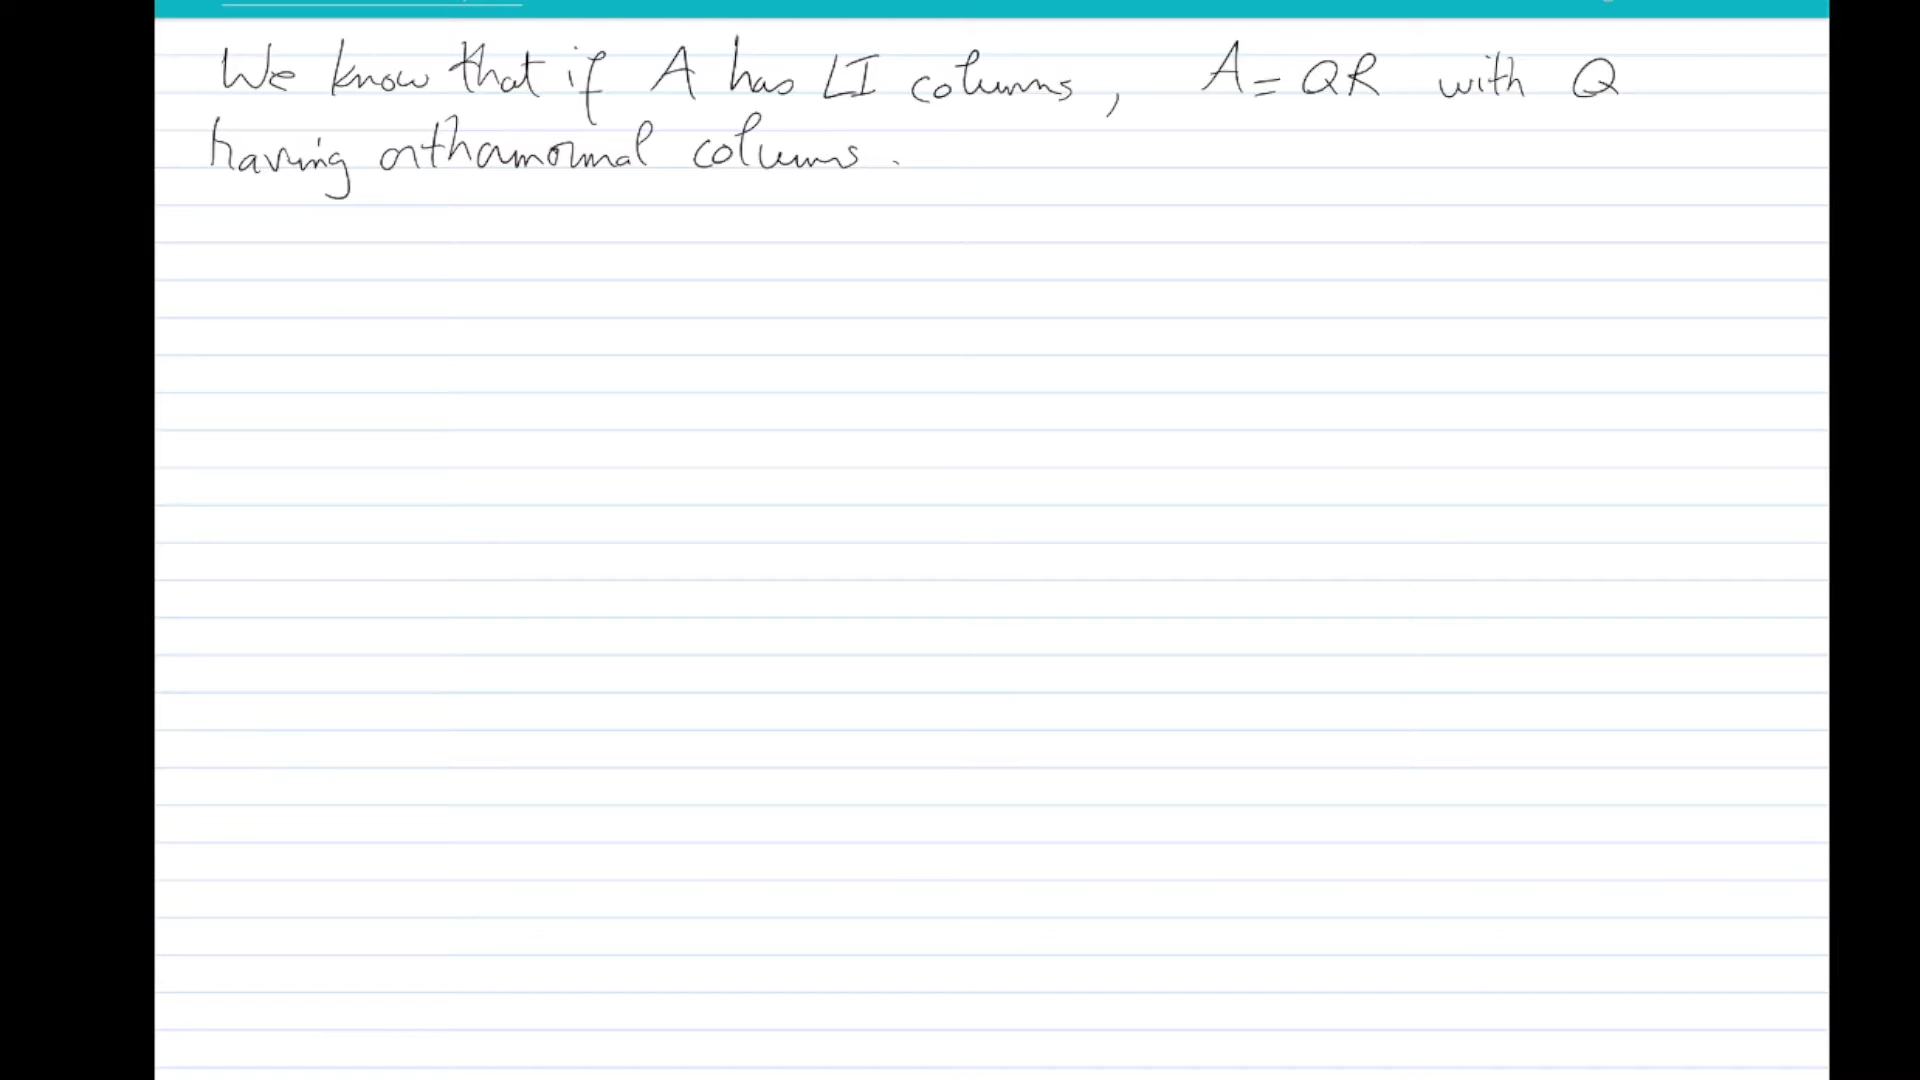 We know that if A has LI columns, A = QR with Q
having orthonormal columns.